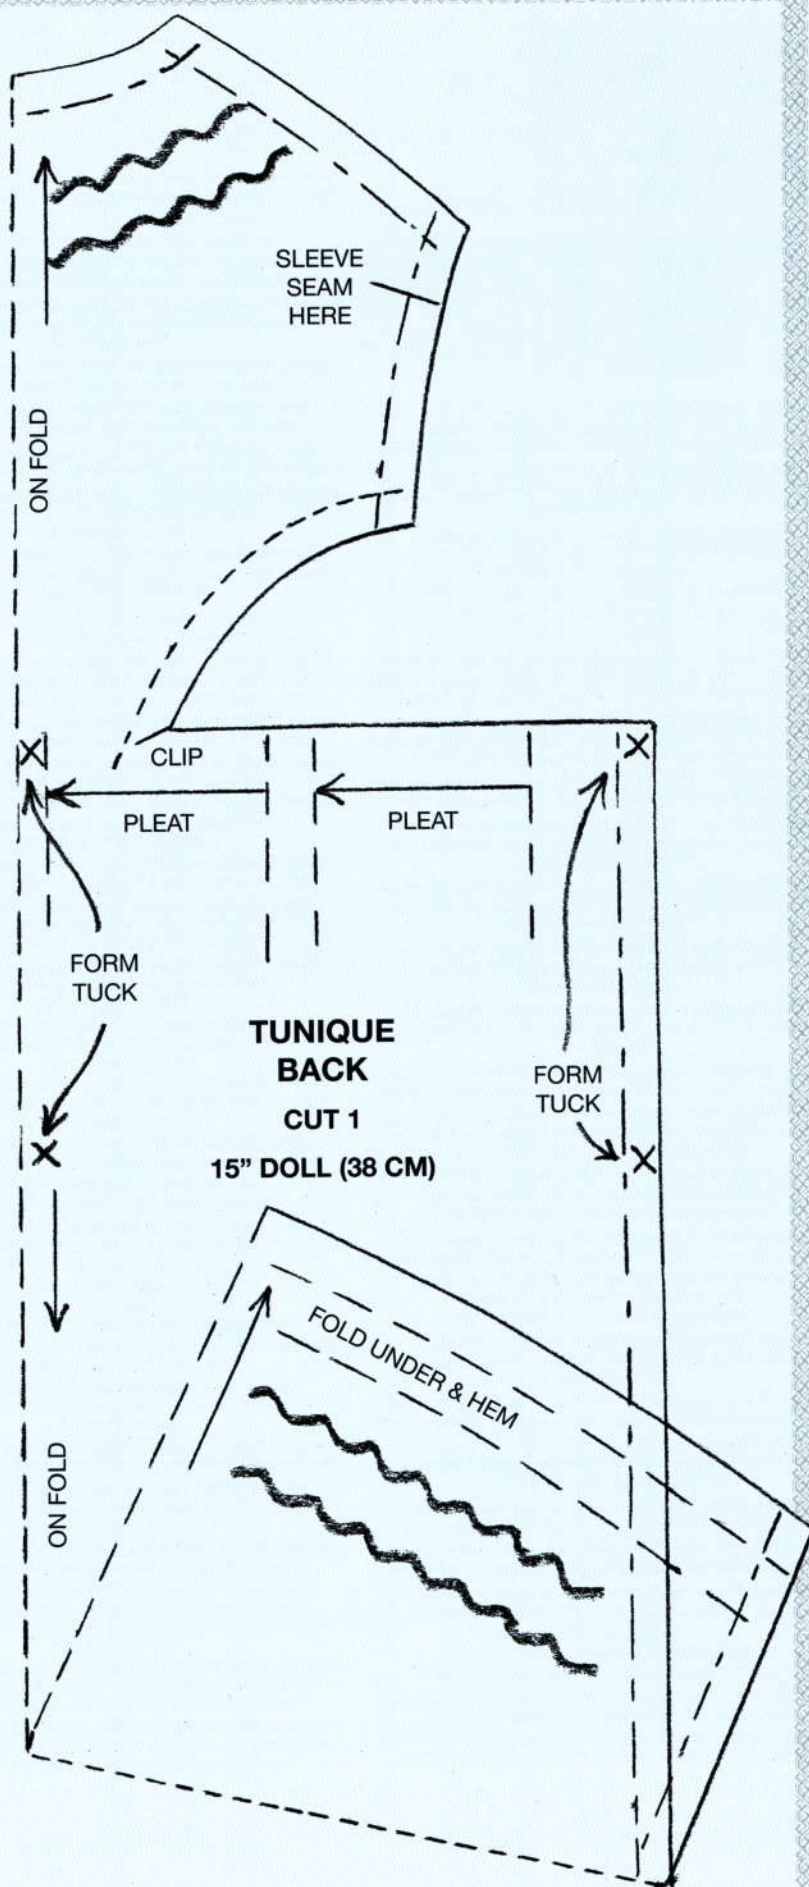 SLEEVE
SEAM
HERE
ON FOLD
CLIP
PLEAT
PLEAT
FORM
TUCK
TUNIQUE
BACK
CUT 1
15” DOLL (38 CM)
FORM
TUCK
FOLD UNDER & HEM
ON FOLD